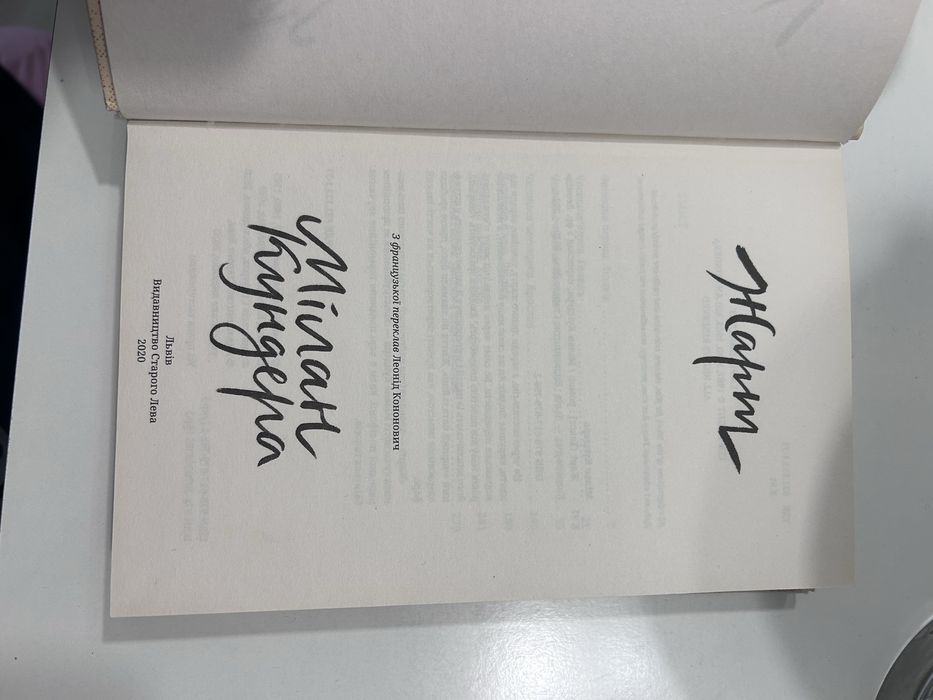 Жарт
З французької переклав Леонід Кононович
Мілан
Кундера
Львів
Видавництво Старого Лева
2020